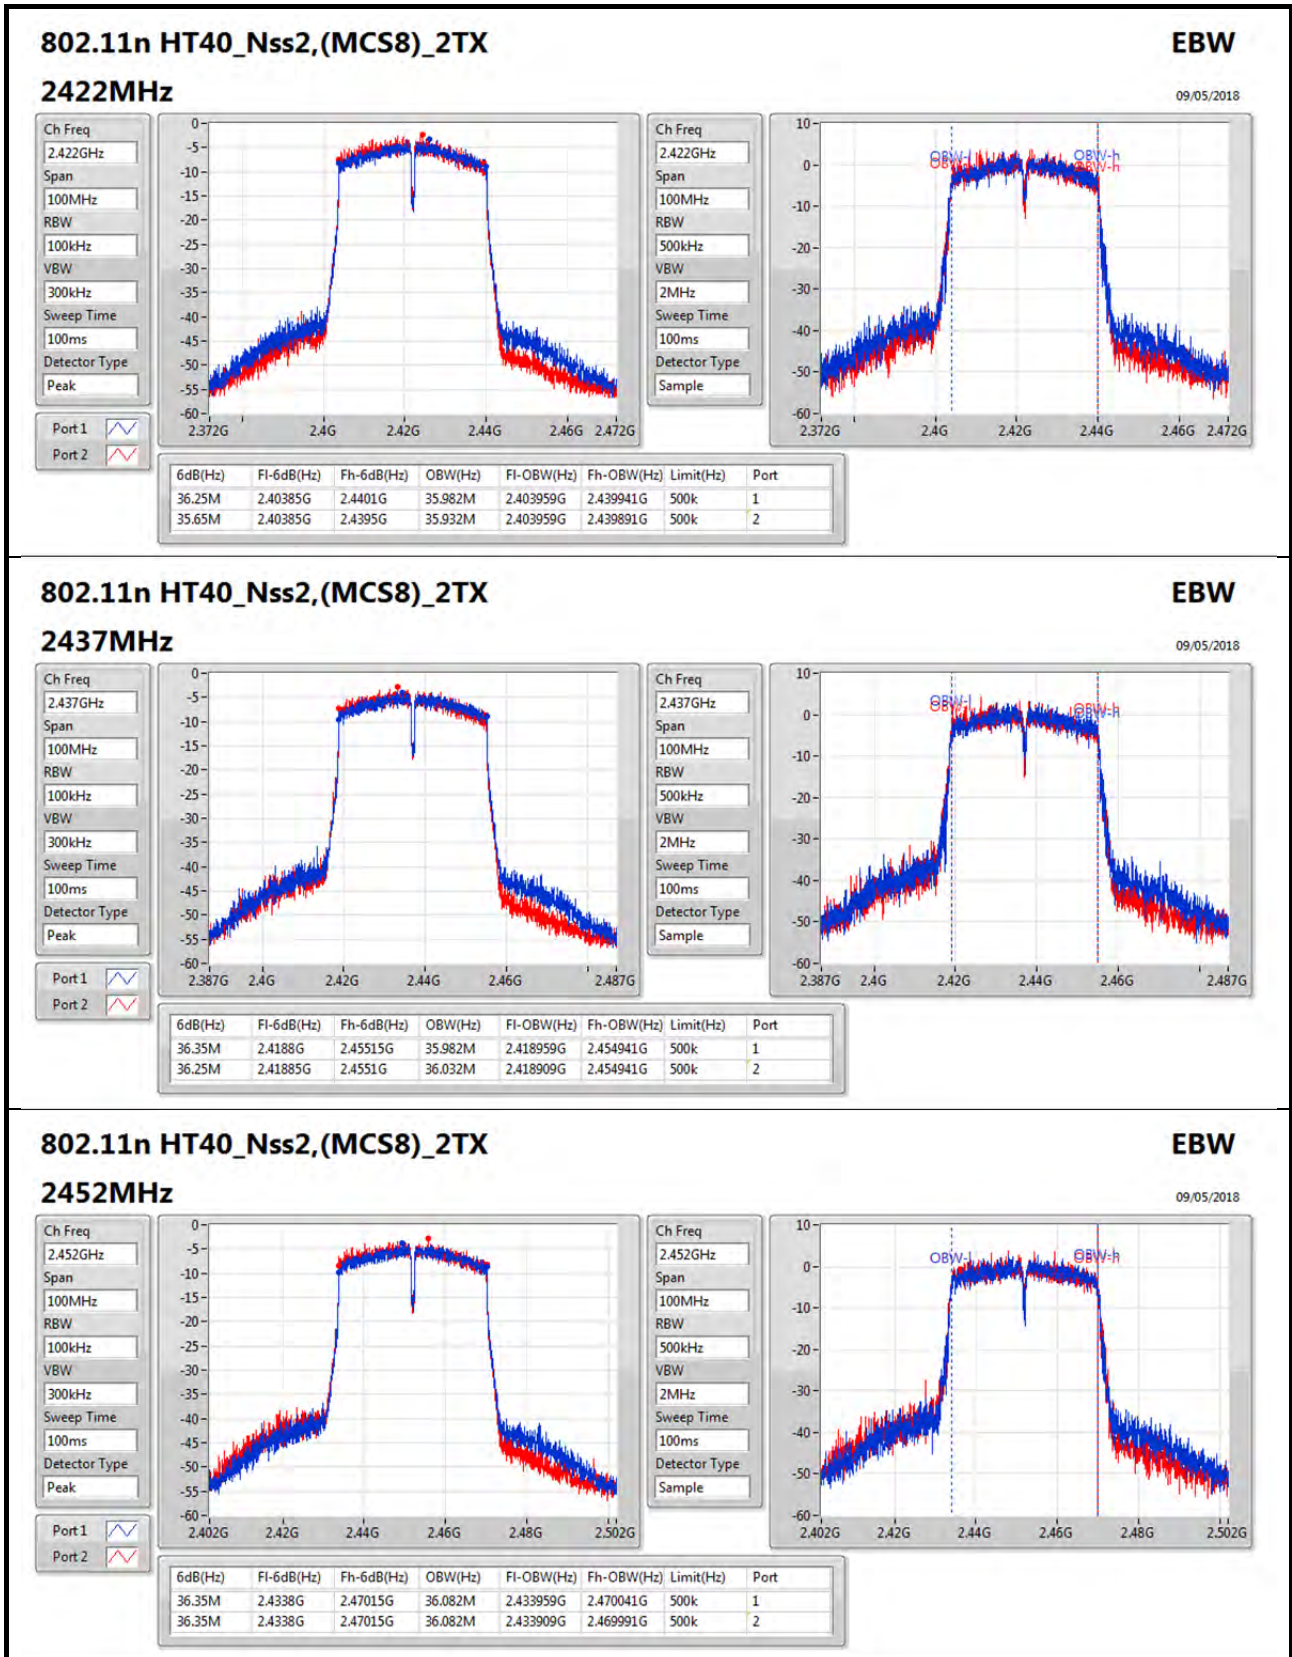 802.11n HT40_Nss2,(MCS8)_2TX EBW
2422MHz 09/05/2018
Ch Freq
2.422GHz
Span
100MHz
RBW
100kHz
VBW
300kHz
Sweep Time
100ms
Detector Type
Peak
Port 1
Port 2
0
-5
-10
-15
-20
-25
-30
-35
-40
-45
-50
-55
-60
2.372G 2.4G 2.42G 2.44G 2.46G 2.472G
Ch Freq
2.422GHz
Span
100MHz
RBW
500kHz
VBW
2MHz
Sweep Time
100ms
Detector Type
Sample
10
0
-10
-20
-30
-40
-50
-60
OBW-l OBW-h
OBW-h
2.372G 2.4G 2.42G 2.44G 2.46G 2.472G
6dB(Hz) Fl-6dB(Hz) Fh-6dB(Hz) OBW(Hz) Fl-OBW(Hz) Fh-OBW(Hz) Limit(Hz) Port
36.25M 2.40385G 2.4401G 35.982M 2.403959G 2.439941G 500k 1
35.65M 2.40385G 2.4395G 35.932M 2.403959G 2.439891G 500k 2
802.11n HT40_Nss2,(MCS8)_2TX EBW
2437MHz 09/05/2018
Ch Freq
2.437GHz
Span
100MHz
RBW
100kHz
VBW
300kHz
Sweep Time
100ms
Detector Type
Peak
Port 1
Port 2
0
-5
-10
-15
-20
-25
-30
-35
-40
-45
-50
-55
-60
2.387G 2.4G 2.42G 2.44G 2.46G 2.487G
Ch Freq
2.437GHz
Span
100MHz
RBW
500kHz
VBW
2MHz
Sweep Time
100ms
Detector Type
Sample
10
0
-10
-20
-30
-40
-50
-60
OBW-l OBW-h
OBW-h
2.387G 2.4G 2.42G 2.44G 2.46G 2.487G
6dB(Hz) Fl-6dB(Hz) Fh-6dB(Hz) OBW(Hz) Fl-OBW(Hz) Fh-OBW(Hz) Limit(Hz) Port
36.35M 2.4188G 2.45515G 35.982M 2.418959G 2.454941G 500k 1
36.25M 2.41885G 2.4551G 36.032M 2.418909G 2.454941G 500k 2
802.11n HT40_Nss2,(MCS8)_2TX EBW
2452MHz 09/05/2018
Ch Freq
2.452GHz
Span
100MHz
RBW
100kHz
VBW
300kHz
Sweep Time
100ms
Detector Type
Peak
Port 1
Port 2
0
-5
-10
-15
-20
-25
-30
-35
-40
-45
-50
-55
-60
2.402G 2.42G 2.44G 2.46G 2.48G 2.502G
Ch Freq
2.452GHz
Span
100MHz
RBW
500kHz
VBW
2MHz
Sweep Time
100ms
Detector Type
Sample
10
0
-10
-20
-30
-40
-50
-60
OBW-l OBW-h
2.402G 2.42G 2.44G 2.46G 2.48G 2.502G
6dB(Hz) Fl-6dB(Hz) Fh-6dB(Hz) OBW(Hz) Fl-OBW(Hz) Fh-OBW(Hz) Limit(Hz) Port
36.35M 2.4338G 2.47015G 36.082M 2.433959G 2.470041G 500k 1
36.35M 2.4338G 2.47015G 36.082M 2.433909G 2.469991G 500k 2